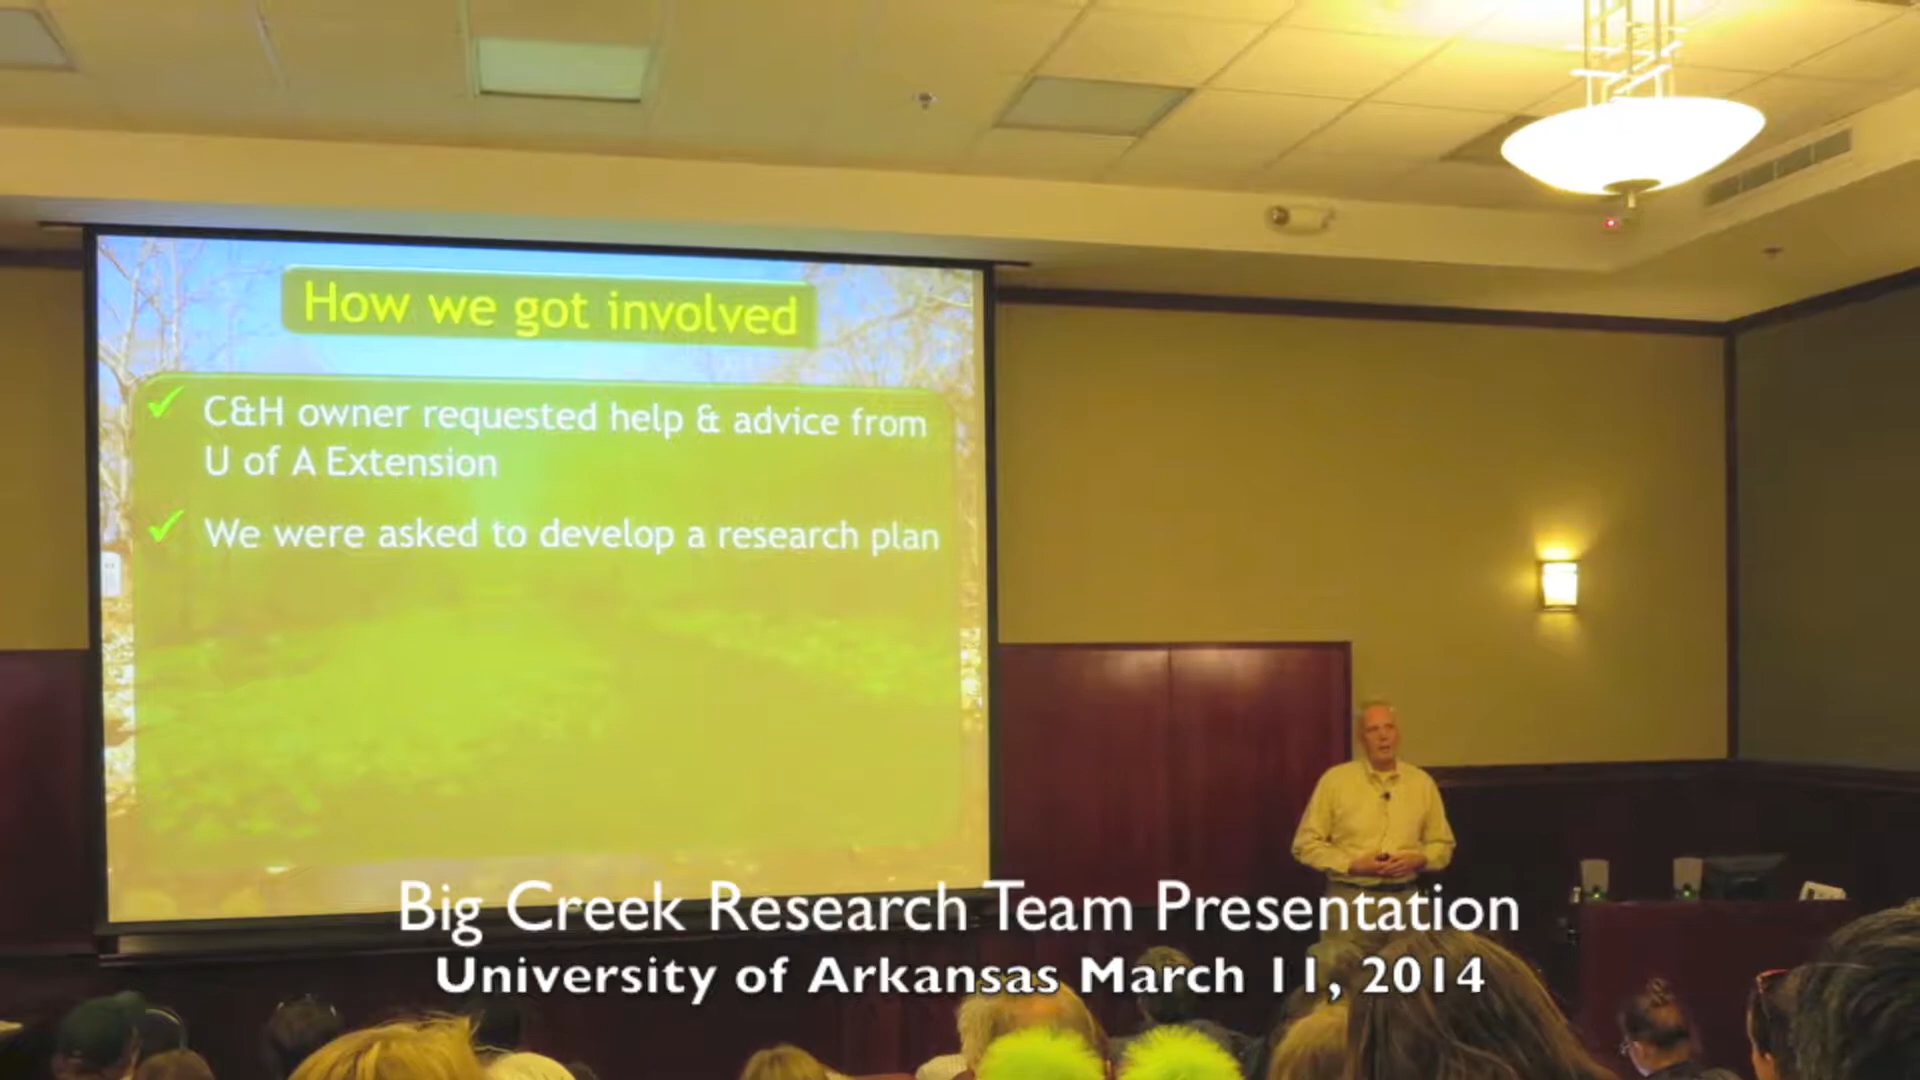 How we got involved
C&H owner requested help & advice from
U of A Extension
We were asked to develop a research plan
Big Creek Research Team Presentation
University of Arkansas March 11, 2014